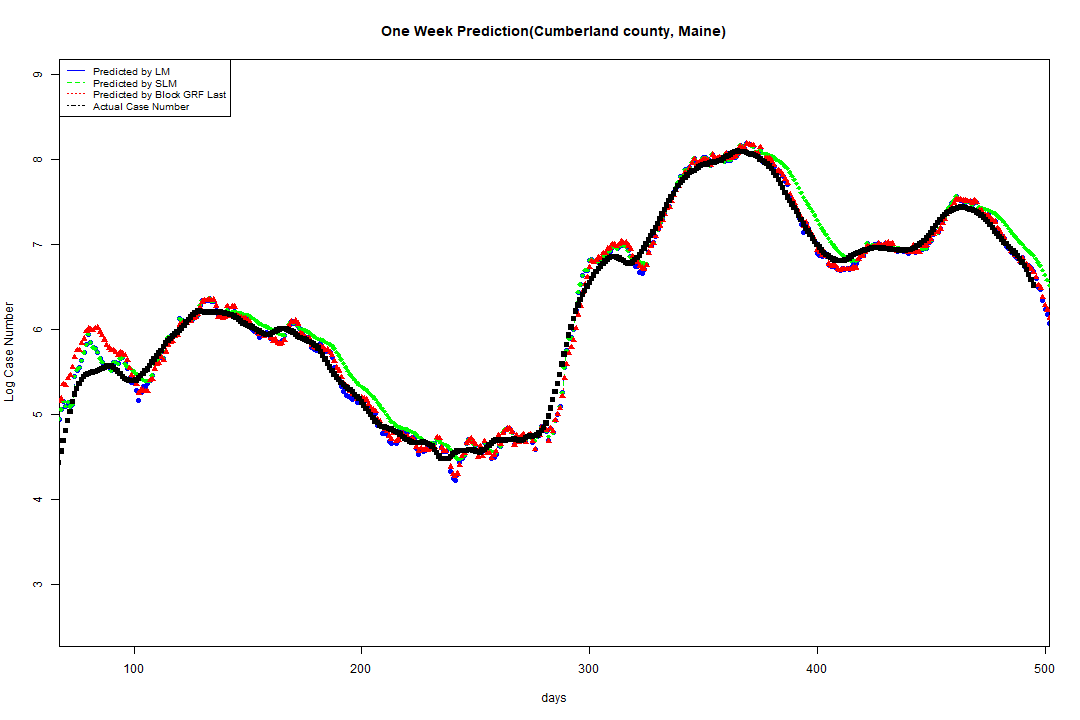 One Week Prediction(Cumberland county, Maine)
Predicted by LM
Predicted by SLM
Predicted by Block GRF Last
Actual Case Number
9
8
7
6
5
4
3
Log Case Number
100 200 300 400 500
days